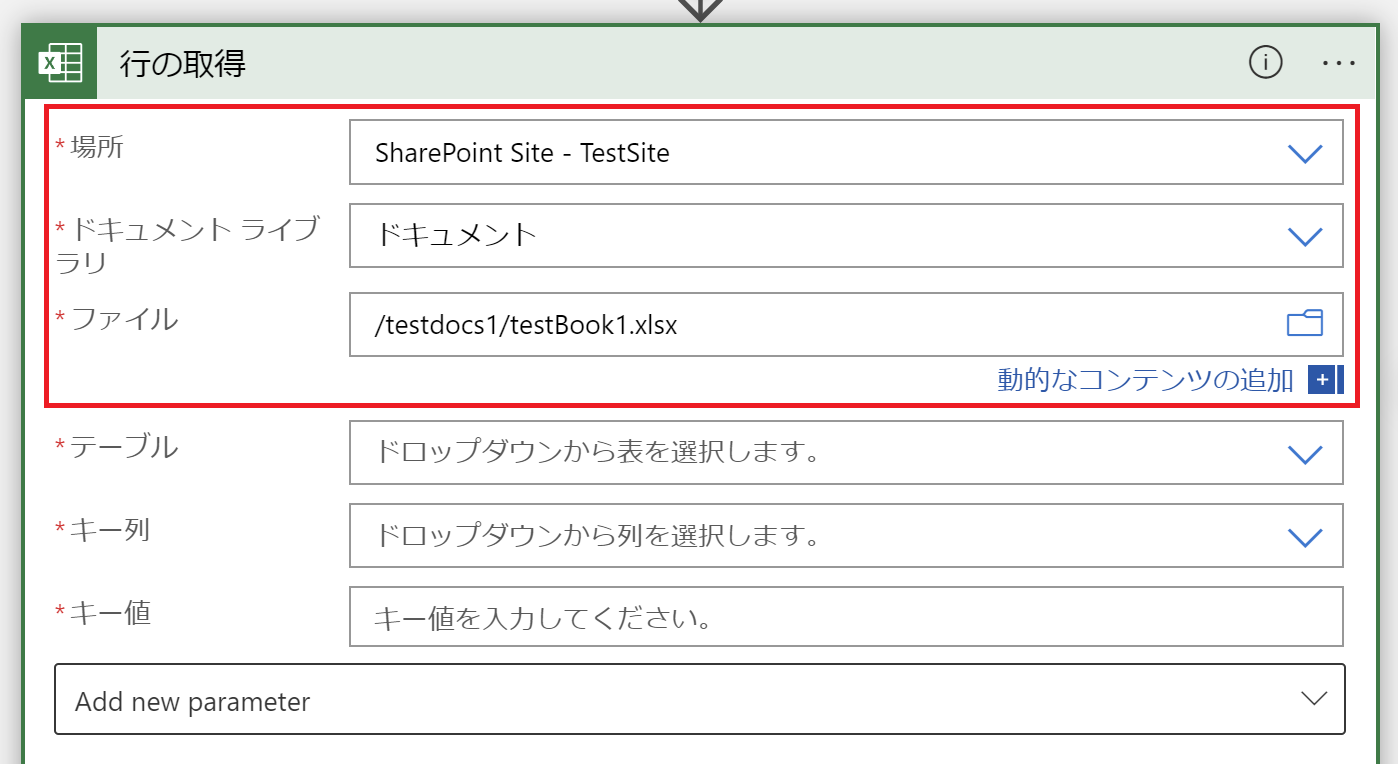 行の取得
* 場所
SharePoint Site - TestSite
* ドキュメント ライブ
ラリ
ドキュメント
* ファイル
/testdocs1/testBook1.xlsx
動的なコンテンツの追加
* テーブル
ドロップダウンから表を選択します。
* キー列
ドロップダウンから列を選択します。
* キー値
キー値を入力してください。
Add new parameter